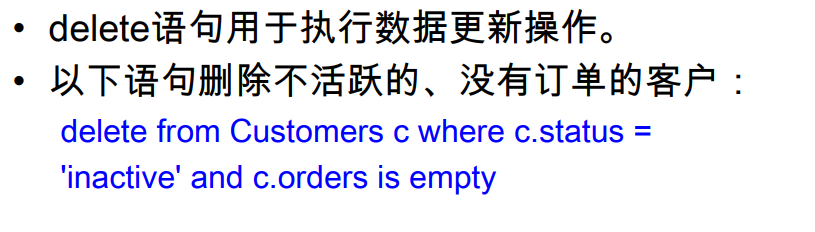 • delete语句用于执行数据更新操作。
• 以下语句删除不活跃的、没有订单的客户：
delete from Customers c where c.status =
'inactive' and c.orders is empty